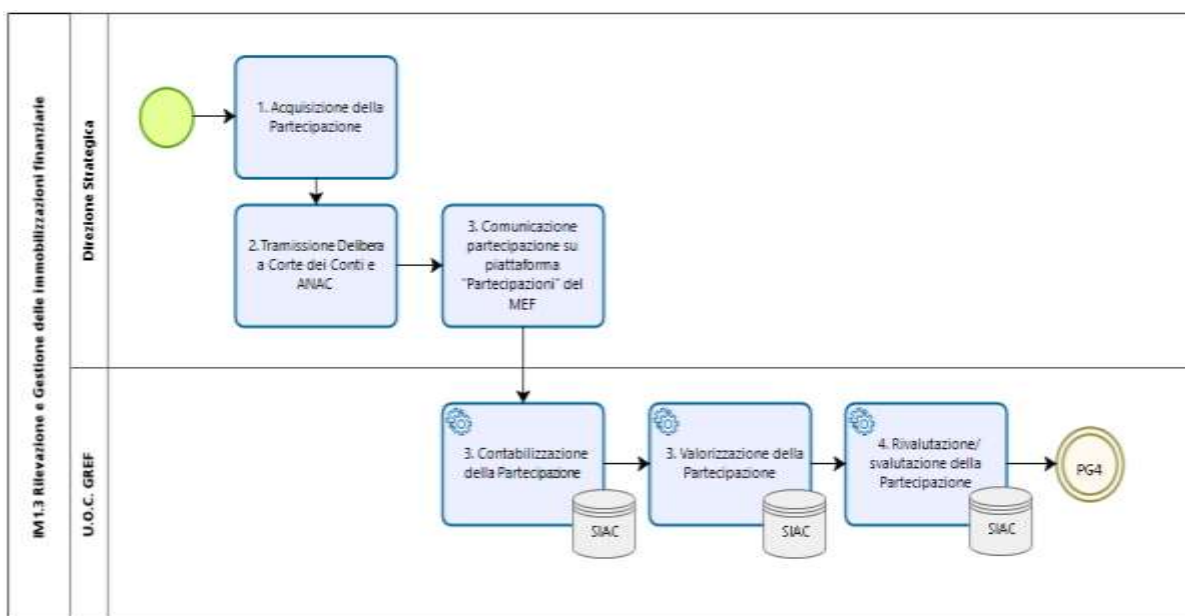 IM1.3 Rilevazione e Gestione delle immobilizzazioni finanziarie
Direzione Strategica
1. Acquisizione della
Partecipazione
2. Tramissione Delibera
a Corte dei Conti e
ANAC
3. Comunicazione
partecipazione su
piattaforma
"Partecipazioni" del
MEF
U.O.C. GREF
3. Contabilizzazione
della Partecipazione
SIAC
3. Valorizzazione della
Partecipazione
SIAC
4. Rivalutazione/
svalutazione della
Partecipazione
SIAC
PG4